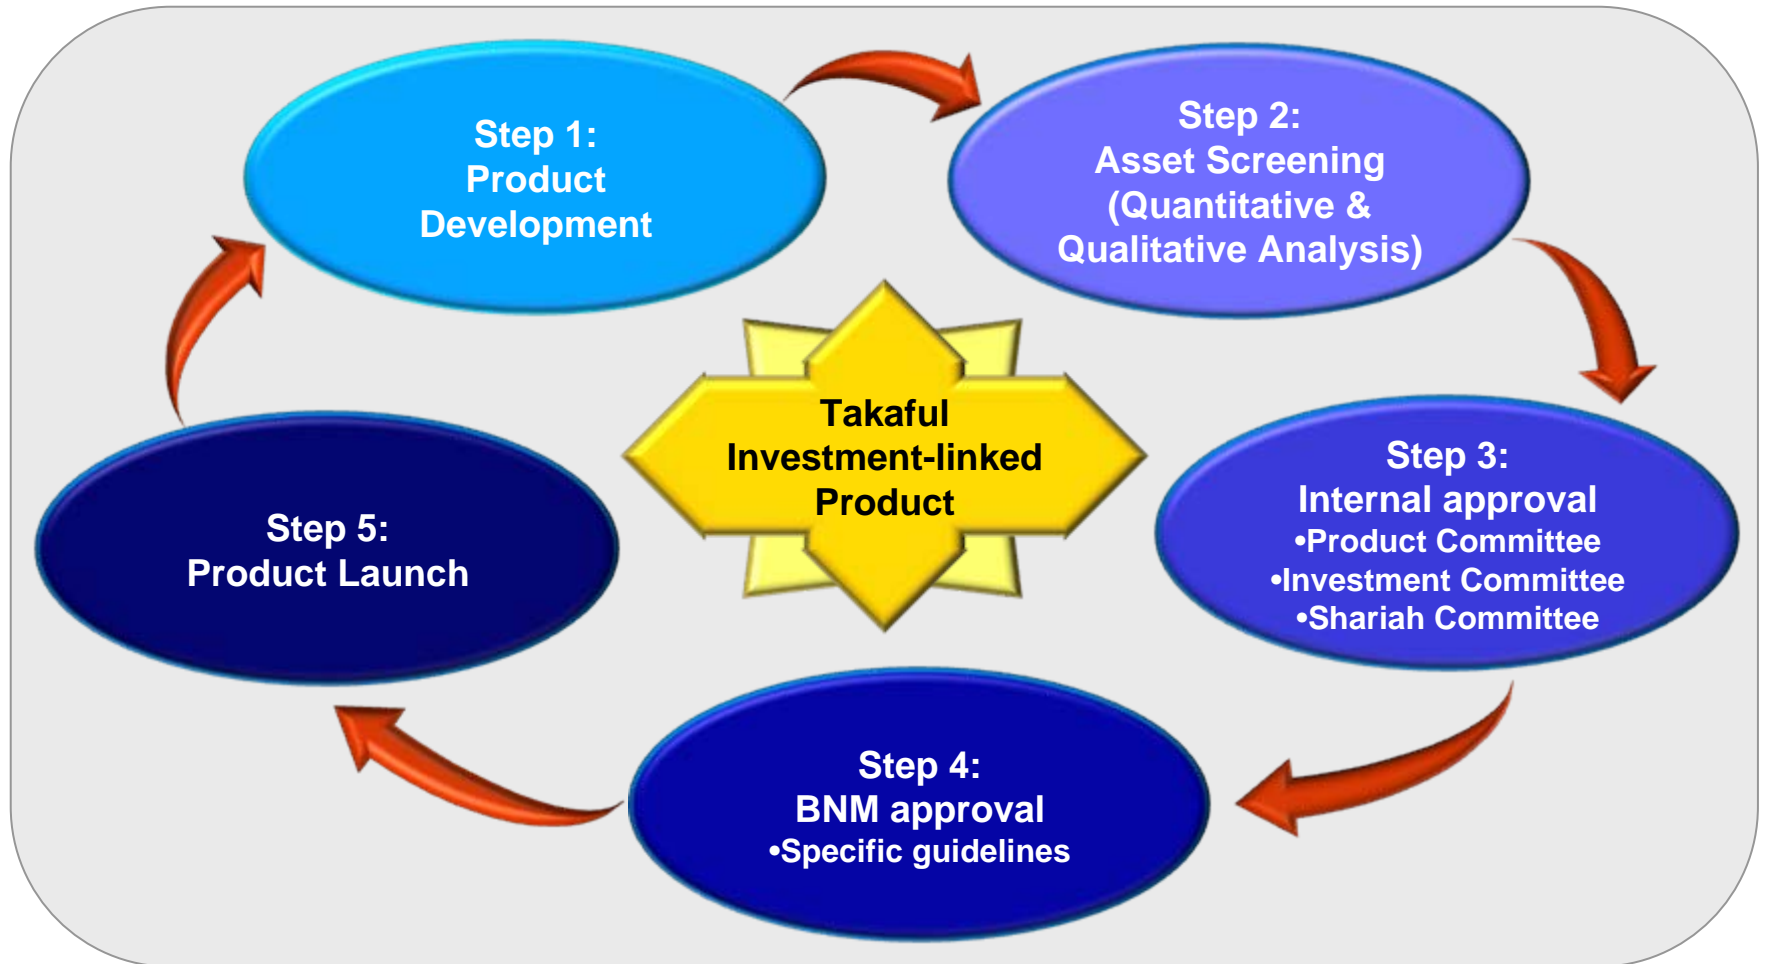 Step 1:
Product
Development
Step 2:
Asset Screening
(Quantitative &
Qualitative Analysis)
Step 3:
Internal approval
•Product Committee
•Investment Committee
•Shariah Committee
Step 4:
BNM approval
•Specific guidelines
Step 5:
Product Launch
Takaful
Investment-linked
Product